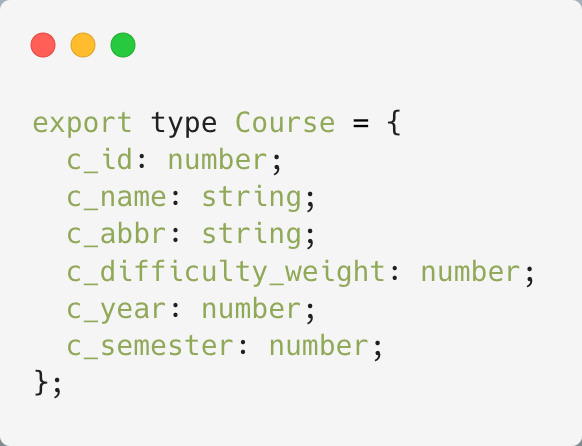 export type Course = {
  c_id: number;
  c_name: string;
  c_abbr: string;
  c_difficulty_weight: number;
  c_year: number;
  c_semester: number;
};